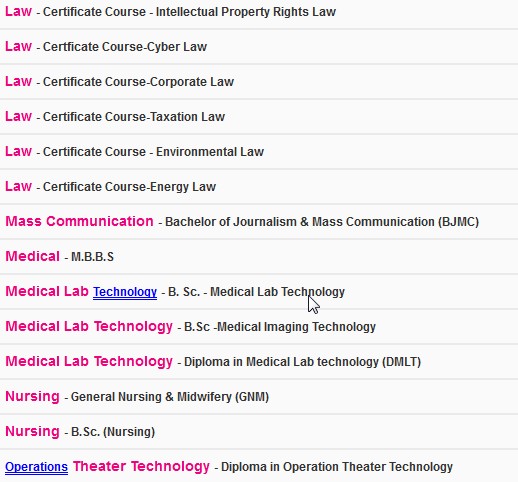 Law - Certificate Course - Intellectual Property Rights Law
Law - Certficate Course-Cyber Law
Law - Certificate Course-Corporate Law
Law - Certificate Course-Taxation Law
Law - Certificate Course - Environmental Law
Law - Certificate Course-Energy Law
Mass Communication - Bachelor of Journalism & Mass Communication (BJMC)
Medical - M.B.B.S
Medical Lab Technology - B. Sc. - Medical Lab Technology
Medical Lab Technology - B.Sc -Medical Imaging Technology
Medical Lab Technology - Diploma in Medical Lab technology (DMLT)
Nursing - General Nursing & Midwifery (GNM)
Nursing - B.Sc. (Nursing)
Operations Theater Technology - Diploma in Operation Theater Technology